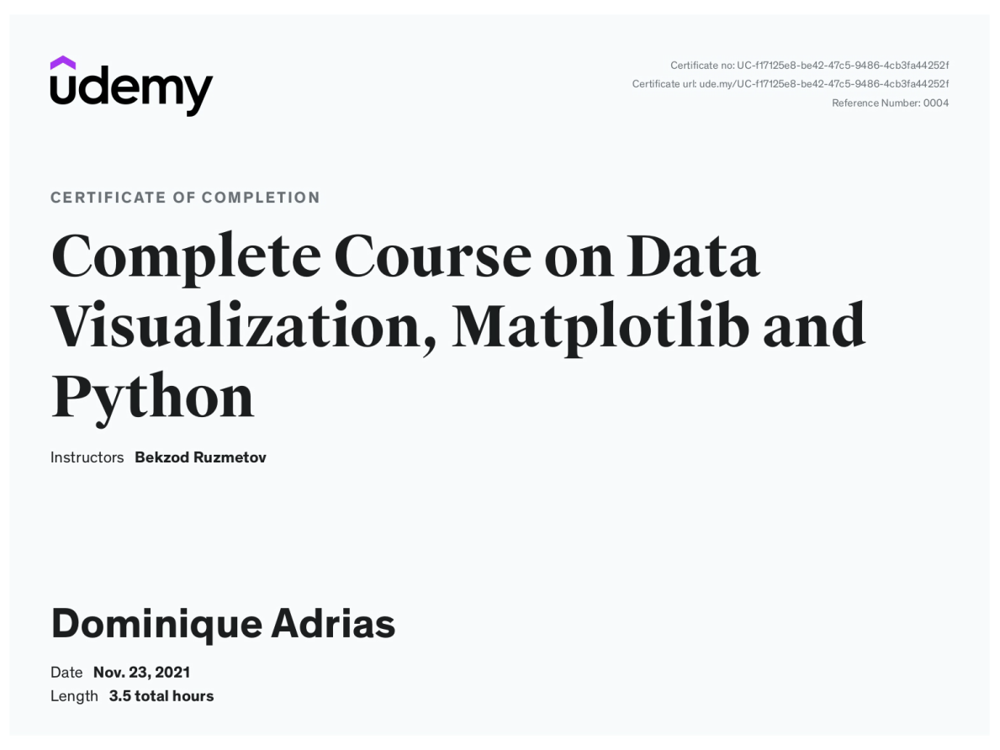 udemy
Certificate no: UC-f17125e8-be42-47c5-9486-4cb3fa44252f
Certificate url: ude.my/UC-f17125e8-be42-47c5-9486-4cb3fa44252f
Reference Number: 0004
CERTIFICATE OF COMPLETION
Complete Course on Data
Visualization, Matplotlib and
Python
Instructors Bekzod Ruzmetov
Dominique Adrias
Date Nov. 23, 2021
Length 3.5 total hours